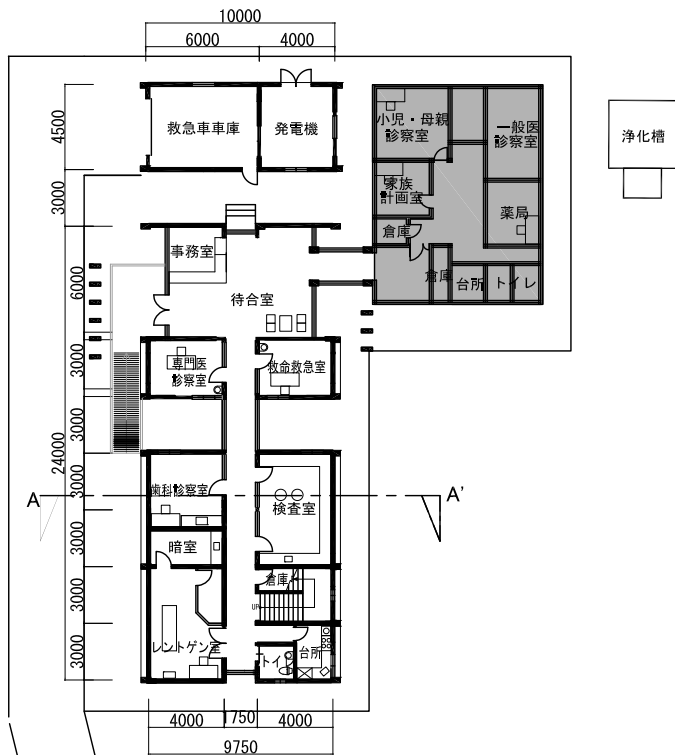 10000
6000
4000
4500
3000
6000
3000
3000
24000
3000
3000
3000
3000
救急車車庫
発電機
小児・母親
診察室
一般医
診察室
浄化槽
家族
計画室
薬局
倉庫
倉庫
台所
トイレ
事務室
待合室
専門医
診察室
救命救急室
A
A'
歯科診察室
検査室
暗室
倉庫
UP
レントゲン室
トイレ
台所
4000
1750
4000
9750